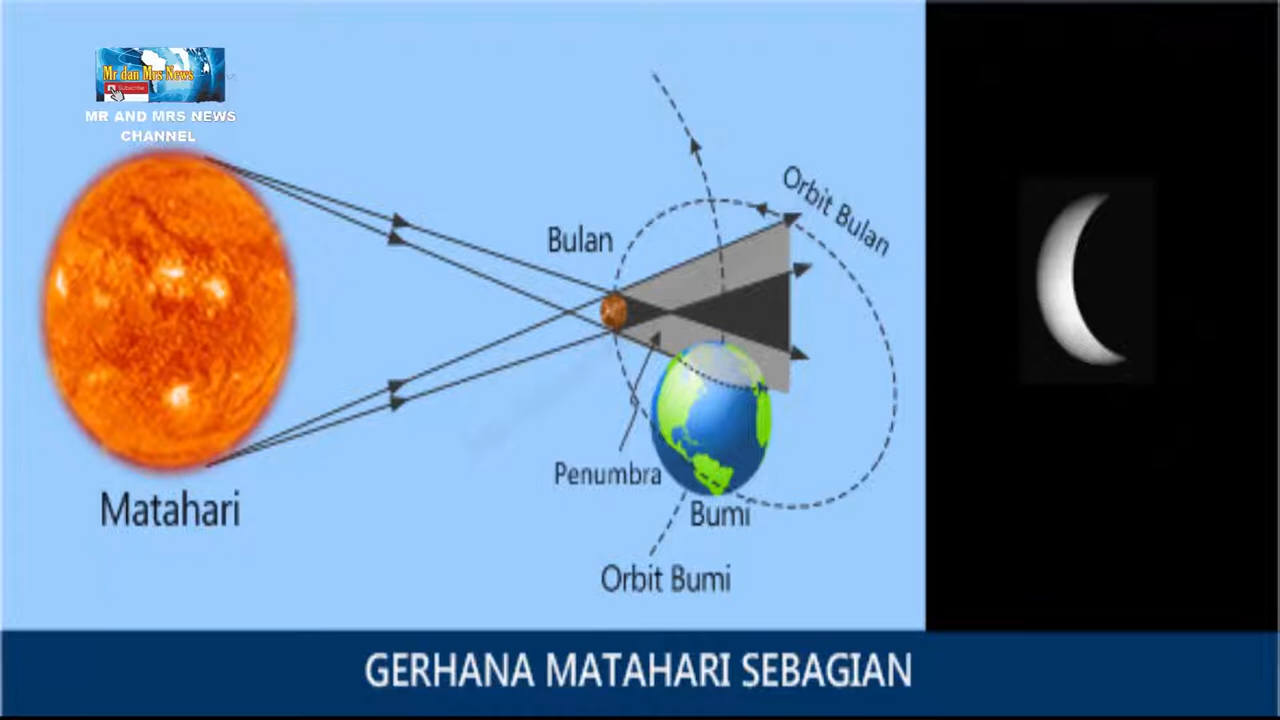 Mr dan Mrs News
Subscribe
MR AND MRS NEWS
CHANNEL
Orbit Bulan
Bulan
Penumbra
Matahari
Bumi
Orbit Bumi
GERHANA MATAHARI SEBAGIAN